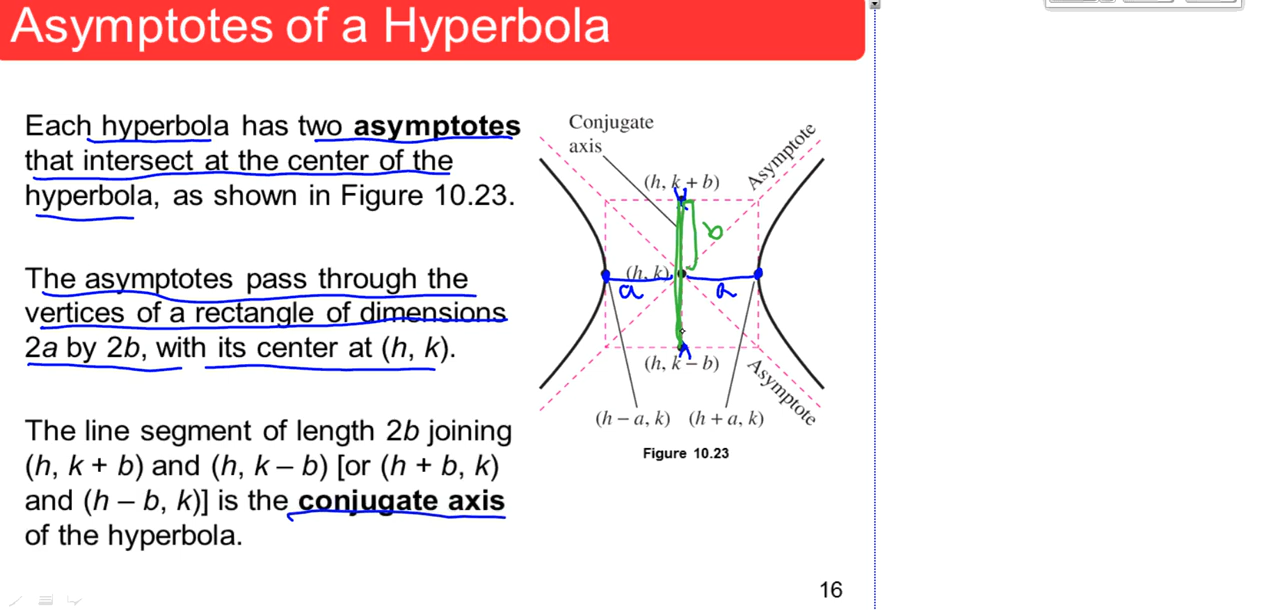 Asymptotes of a Hyperbola
Each hyperbola has two asymptotes
that intersect at the center of the
hyperbola, as shown in Figure 10.23.
The asymptotes pass through the
vertices of a rectangle of dimensions
2a by 2b, with its center at (h, k).
The line segment of length 2b joining
(h, k + b) and (h, k – b) [or (h + b, k)
and (h – b, k)] is the conjugate axis
of the hyperbola.
Conjugate
axis
Asymptote
(h, k + b)
b
(h, k)
a
a
(h, k – b)
Asymptote
(h – a, k) (h + a, k)
Figure 10.23
16